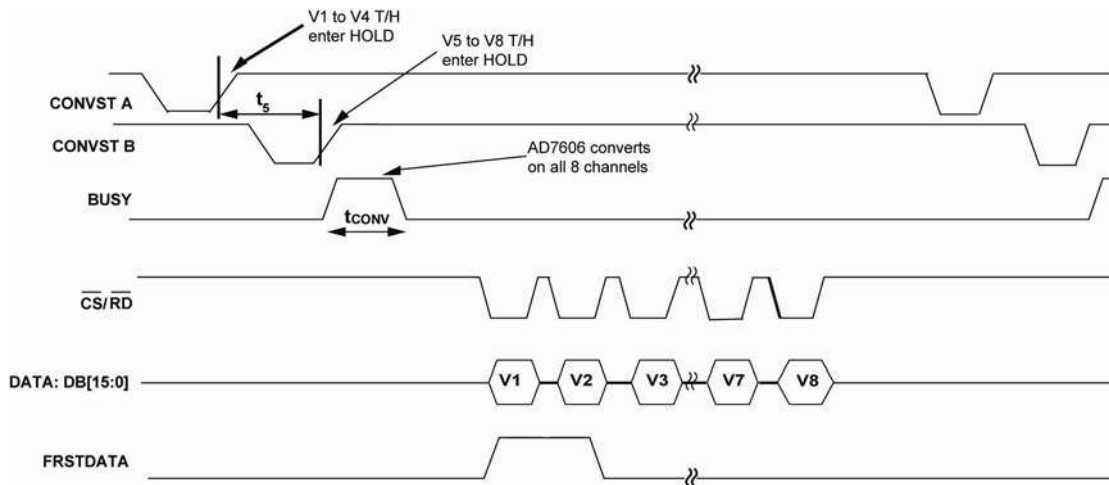 V1 to V4 T/H
enter HOLD
V5 to V8 T/H
enter HOLD
CONVST A
t5
CONVST B
AD7606 converts
on all 8 channels
BUSY
tCONV
CS/RD
DATA: DB[15:0]
V1
V2
V3
V7
V8
FRSTDATA